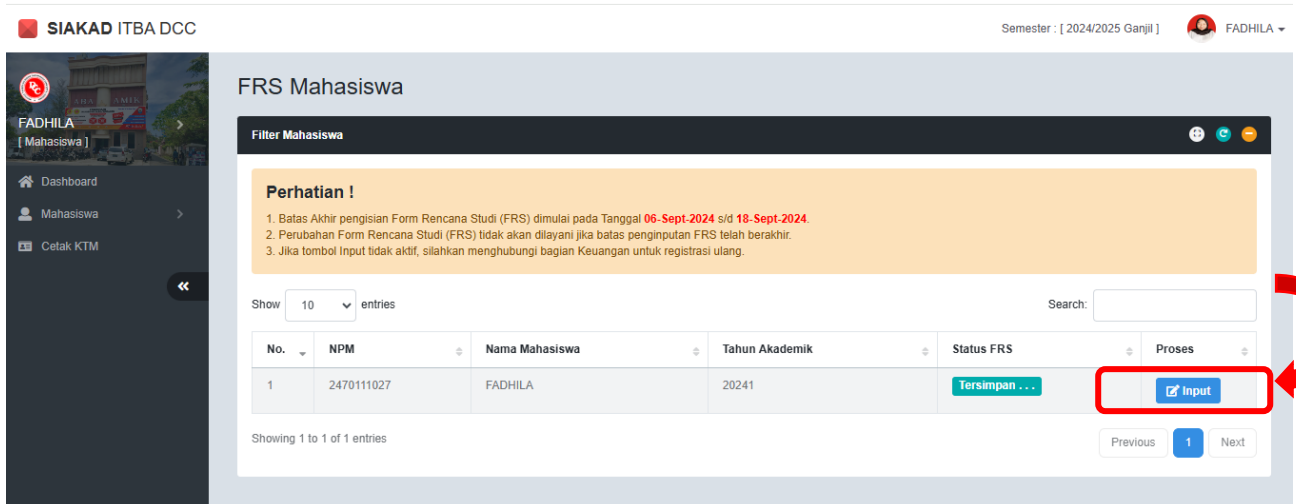 SIAKAD ITBA DCC
Semester : [ 2024/2025 Ganjil ]
FADHILA
FADHILA
[ Mahasiswa ]
Dashboard
Mahasiswa
Cetak KTM
FRS Mahasiswa
Filter Mahasiswa
Perhatian !
1. Batas Akhir pengisian Form Rencana Studi (FRS) dimulai pada Tanggal 06-Sept-2024 s/d 18-Sept-2024.
2. Perubahan Form Rencana Studi (FRS) tidak akan dilayani jika batas penginputan FRS telah berakhir.
3. Jika tombol Input tidak aktif, silahkan menghubungi bagian Keuangan untuk registrasi ulang.
Show 10 entries
Search:
No. NPM Nama Mahasiswa Tahun Akademik Status FRS Proses
1 2470111027 FADHILA 20241 Tersimpan . . . Input
Showing 1 to 1 of 1 entries
Previous 1 Next